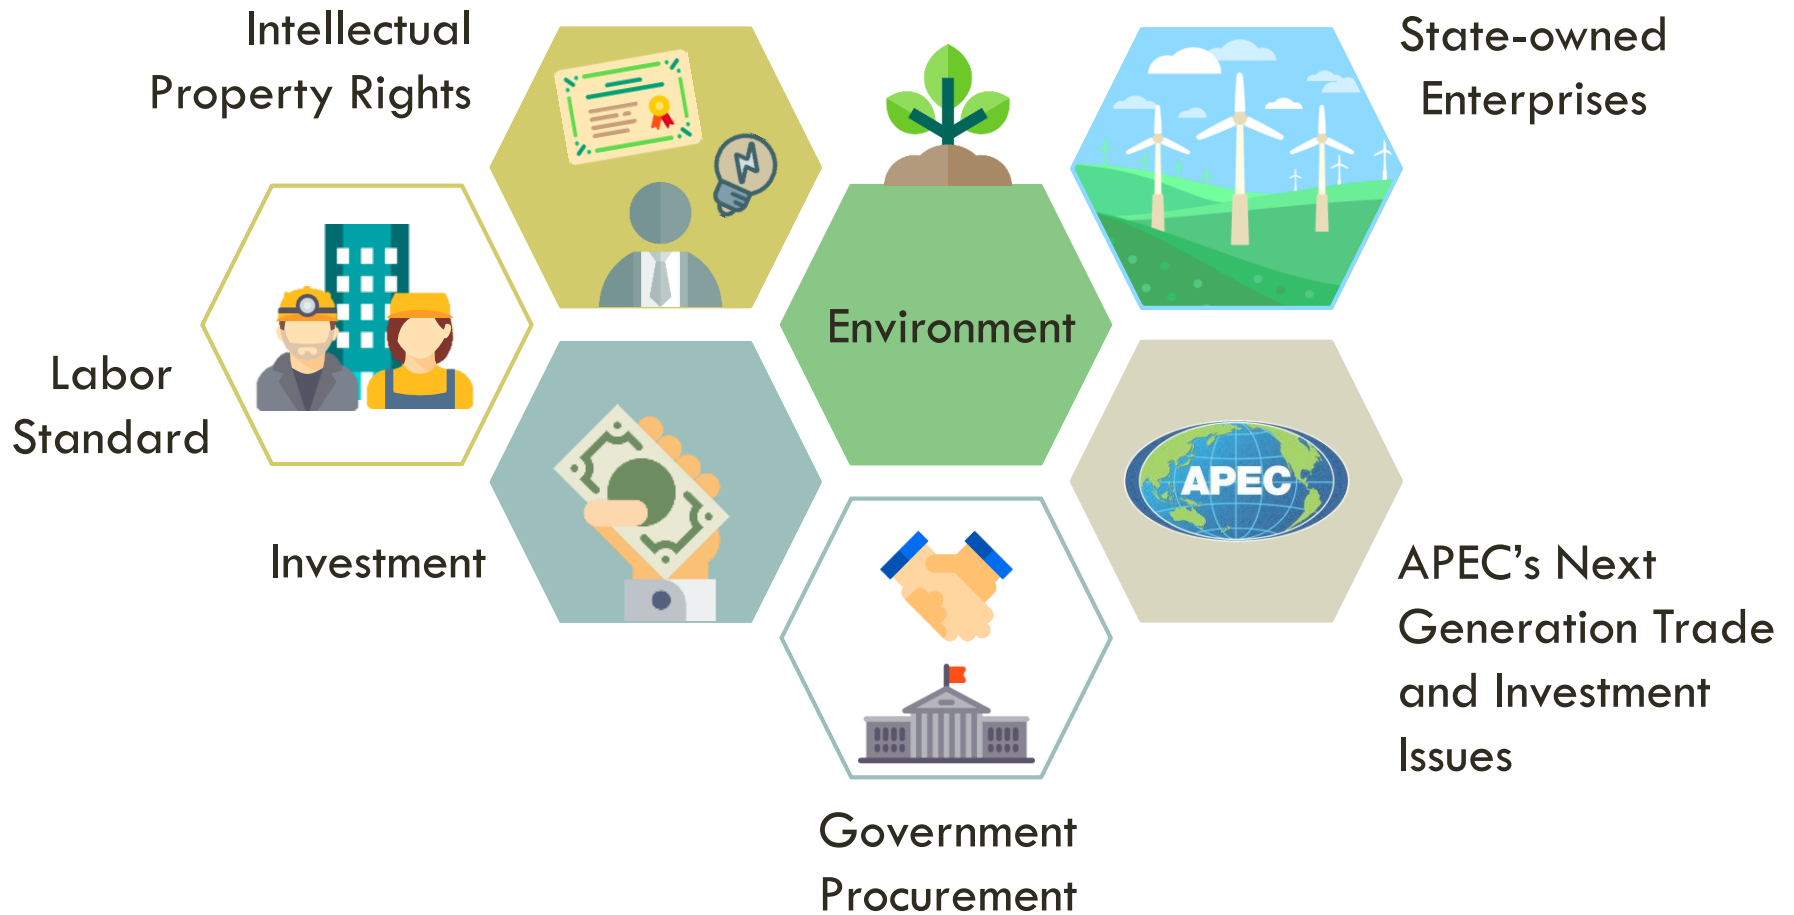 Intellectual
Property Rights
State-owned
Enterprises
Environment
Labor
Standard
APEC
Investment
APEC’s Next
Generation Trade
and Investment
Issues
Government
Procurement